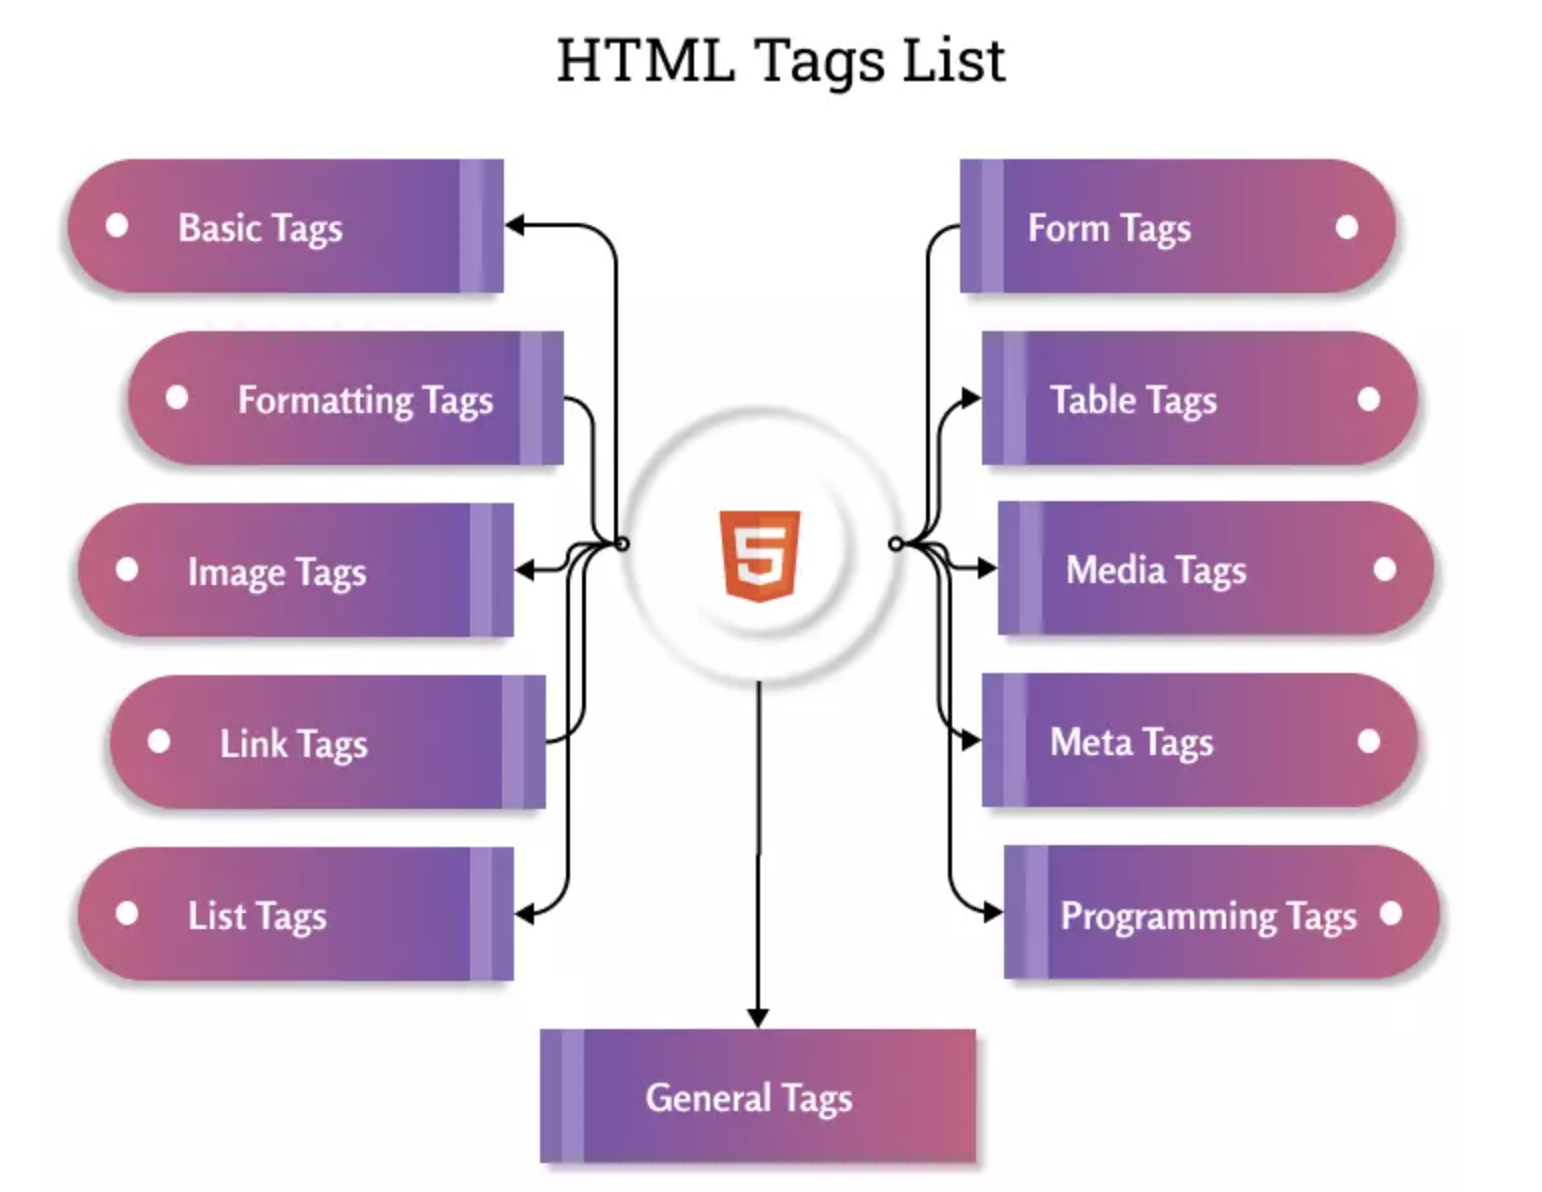 HTML Tags List
Basic Tags
Formatting Tags
Image Tags
Link Tags
List Tags
Form Tags
Table Tags
Media Tags
Meta Tags
Programming Tags
5
General Tags